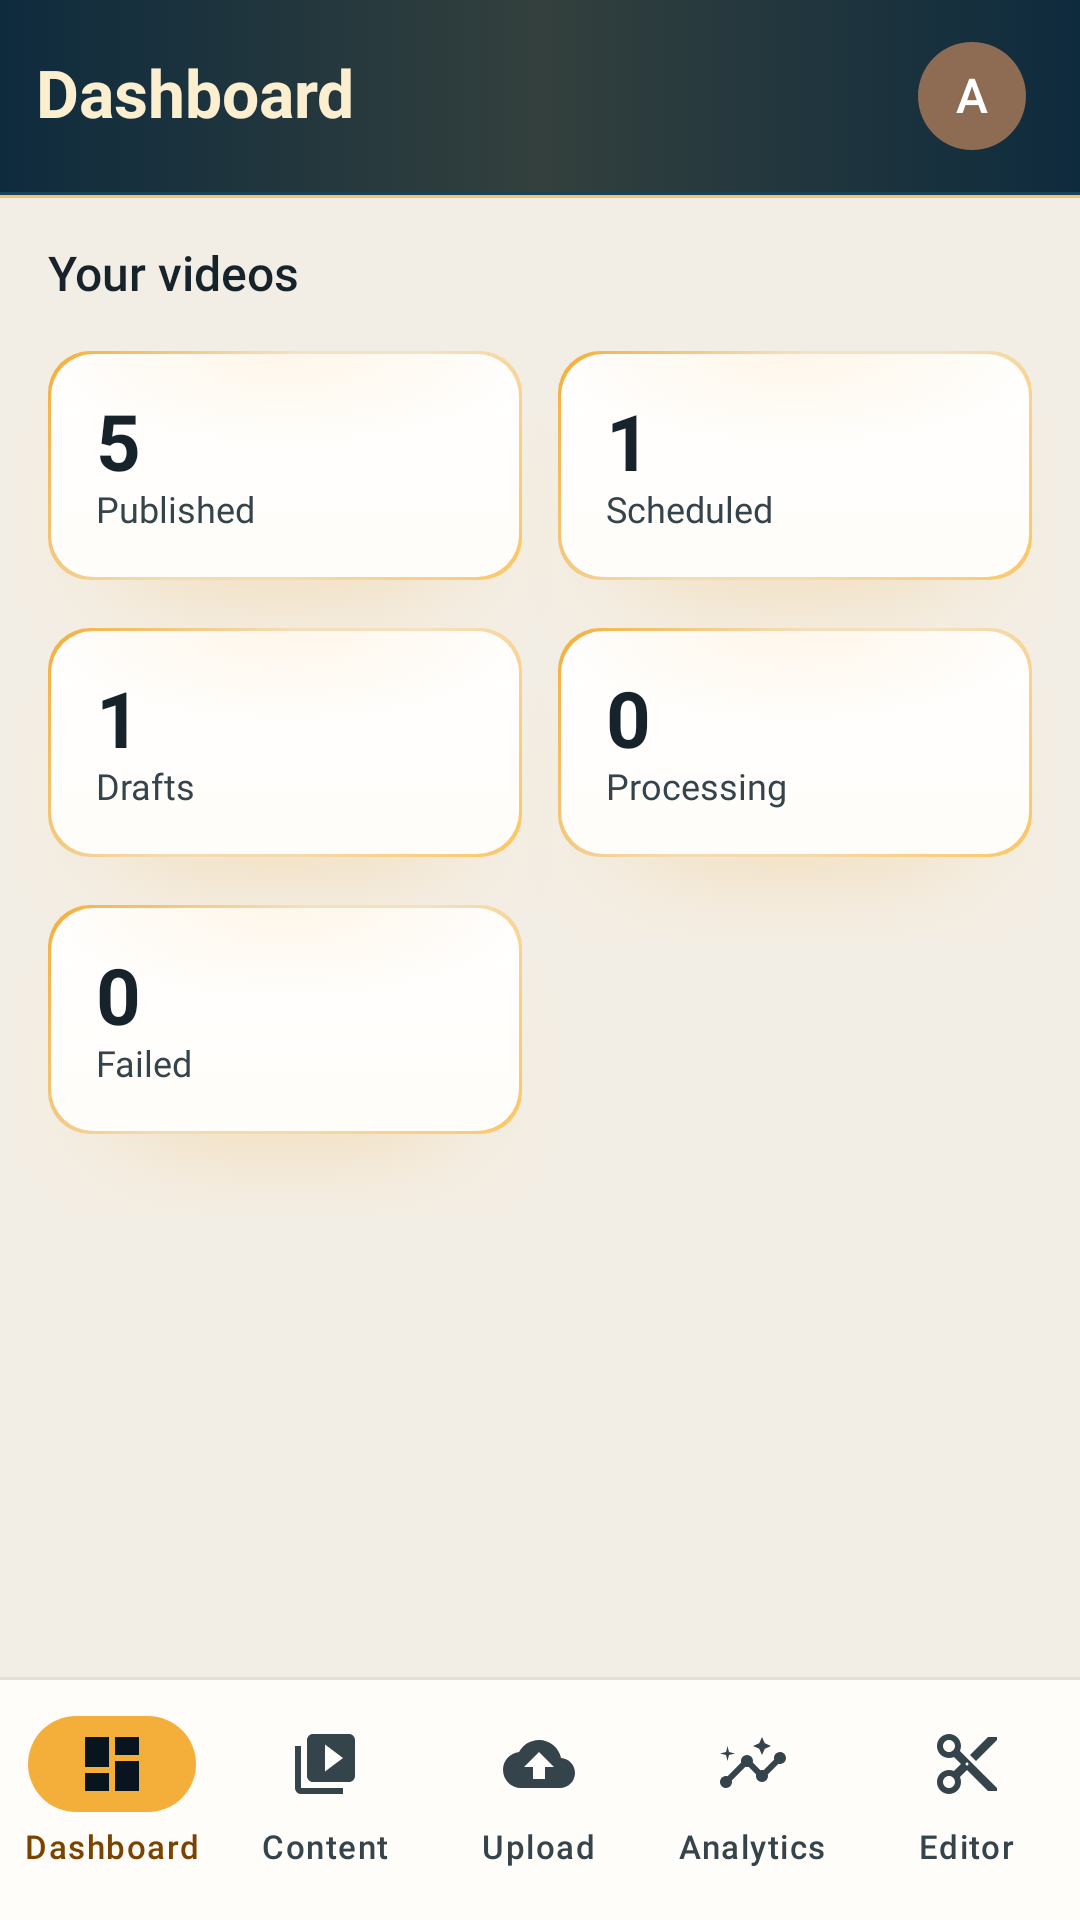 Dashboard
A
Your videos
5
Published
1
Scheduled
1
Drafts
0
Processing
0
Failed
Dashboard
Content
Upload
Analytics
Editor